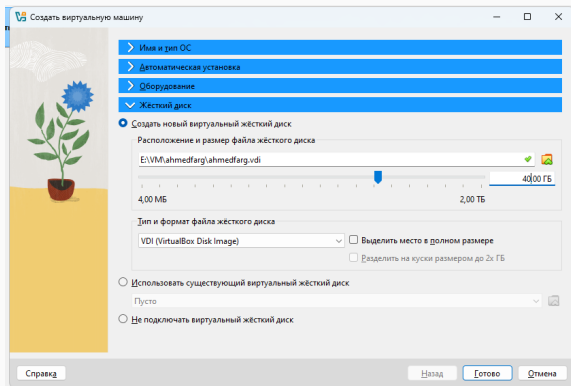 Создать виртуальную машину
Имя и тип ОС
Автоматическая установка
Оборудование
Жёсткий диск
Создать новый виртуальный жёсткий диск
Расположение и размер файла жёсткого диска
E:\VM\ahmedfarg\ahmedfarg.vdi
40,00 ГБ
4,00 МБ 2,00 ТБ
Тип и формат файла жёсткого диска
VDI (VirtualBox Disk Image)
Выделить место в полном размере
Разделить на куски размером до 2х ГБ
Использовать существующий виртуальный жёсткий диск
Пусто
Не подключать виртуальный жёсткий диск
Справка Назад Готово Отмена